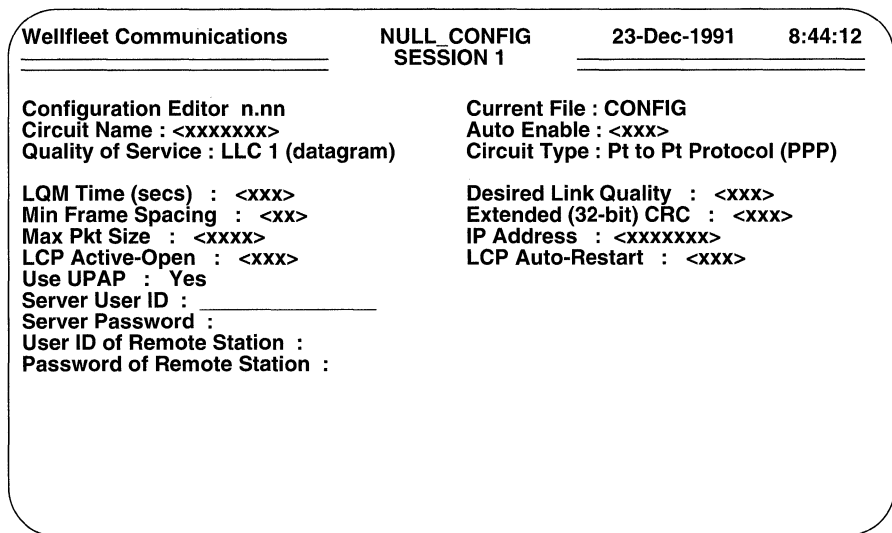 Wellfleet Communications NULL_CONFIG 23-Dec-1991 8:44:12
SESSION 1
Configuration Editor n.nn Current File : CONFIG
Circuit Name : <xxxxxxx> Auto Enable : <xxx>
Quality of Service : LLC 1 (datagram) Circuit Type : Pt to Pt Protocol (PPP)
LQM Time (secs) : <xxx> Desired Link Quality : <xxx>
Min Frame Spacing : <xx> Extended (32-bit) CRC : <xxx>
Max Pkt Size : <xxxx> IP Address : <xxxxxxx>
LCP Active-Open : <xxx> LCP Auto-Restart : <xxx>
Use UPAP : Yes
Server User ID : ___________________
Server Password :
User ID of Remote Station :
Password of Remote Station :